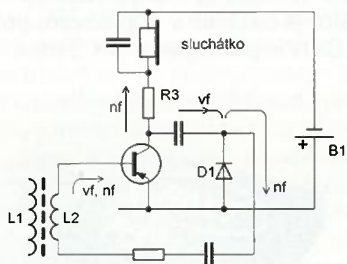 sluchátko
R3
nf
vf
+
B1
D1
nf
vf, nf
L1
L2